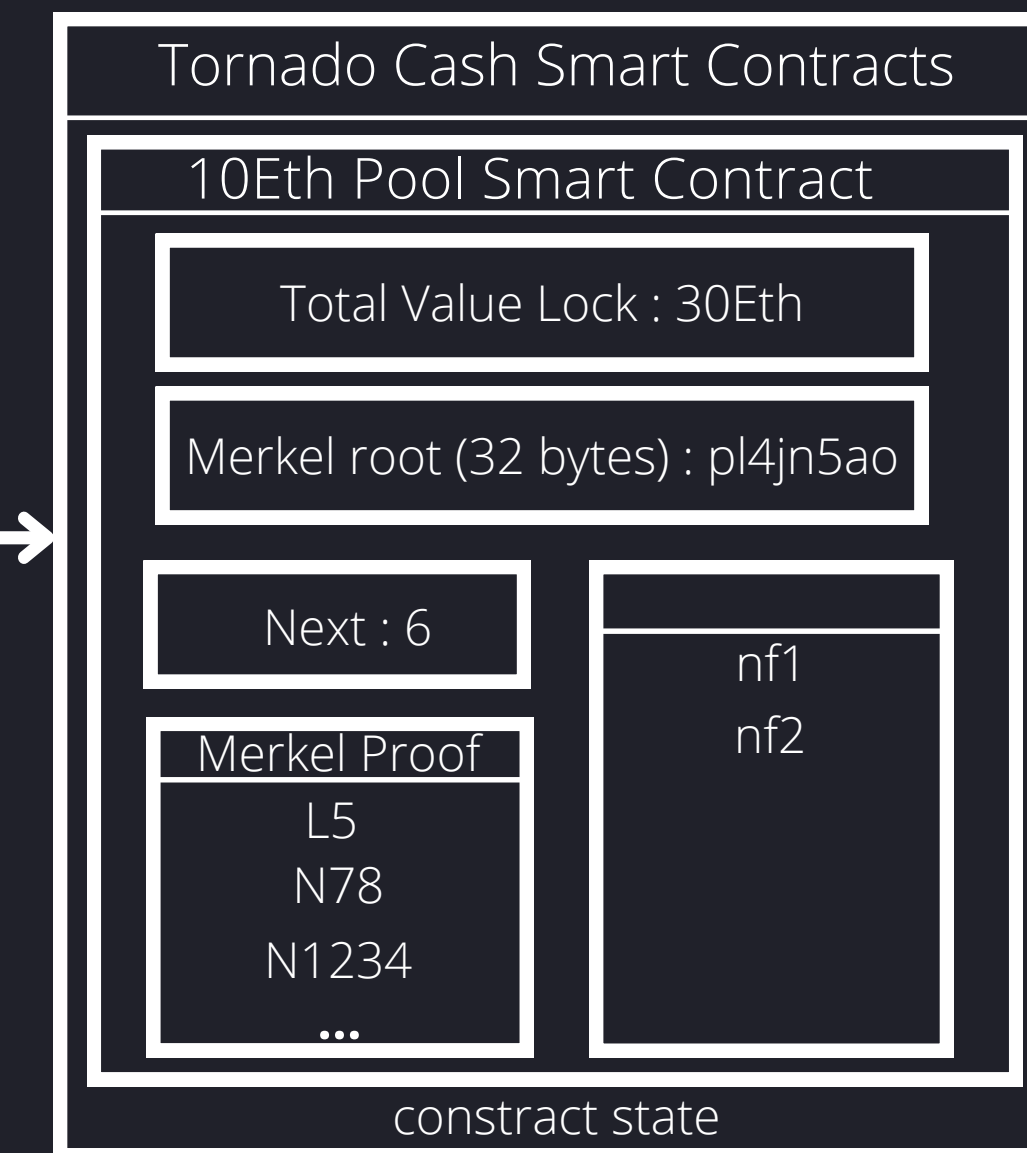 Tornado Cash Smart Contracts
10Eth Pool Smart Contract
Total Value Lock : 30Eth
Merkel root (32 bytes) : pl4jn5ao
Next : 6
Merkel Proof
L5
N78
N1234
...
nf1
nf2
constract state